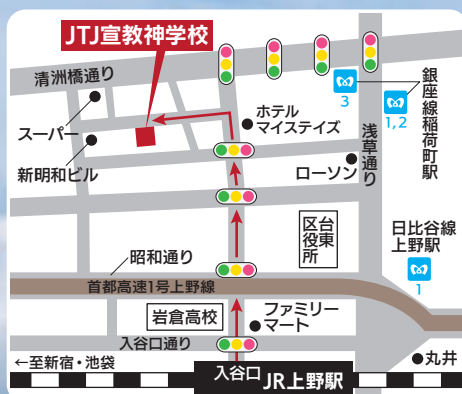 JTJ宣教神学校
清洲橋通り
スーパー
新明和ビル
ホテル
マイステイズ
ローソン
浅草通り
銀座線稲荷町駅
3
1,2
台東
区役所
日比谷線
上野駅
1
昭和通り
首都高速1号上野線
岩倉高校
ファミリー
マート
入谷口通り
←至新宿・池袋
入谷口
JR上野駅
丸井